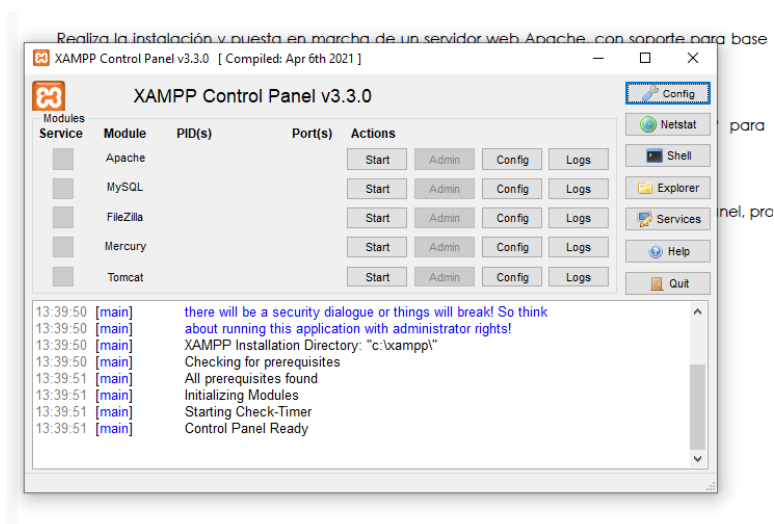 Realiza la instalación y puesta en marcha de un servidor web Apache, con soporte para base
XAMPP Control Panel v3.3.0 [ Compiled: Apr 6th 2021 ]
XAMPP Control Panel v3.3.0
Config
Modules
Service Module PID(s) Port(s) Actions
Netstat
para
Apache Start Admin Config Logs
Shell
MySQL Start Admin Config Logs
Explorer
FileZilla Start Admin Config Logs
Services
nel, pro
Mercury Start Admin Config Logs
Help
Tomcat Start Admin Config Logs
Quit
13:39:50 [main] there will be a security dialogue or things will break! So think
13:39:50 [main] about running this application with administrator rights!
13:39:50 [main] XAMPP Installation Directory: "c:\xampp\"
13:39:50 [main] Checking for prerequisites
13:39:51 [main] All prerequisites found
13:39:51 [main] Initializing Modules
13:39:51 [main] Starting Check-Timer
13:39:51 [main] Control Panel Ready